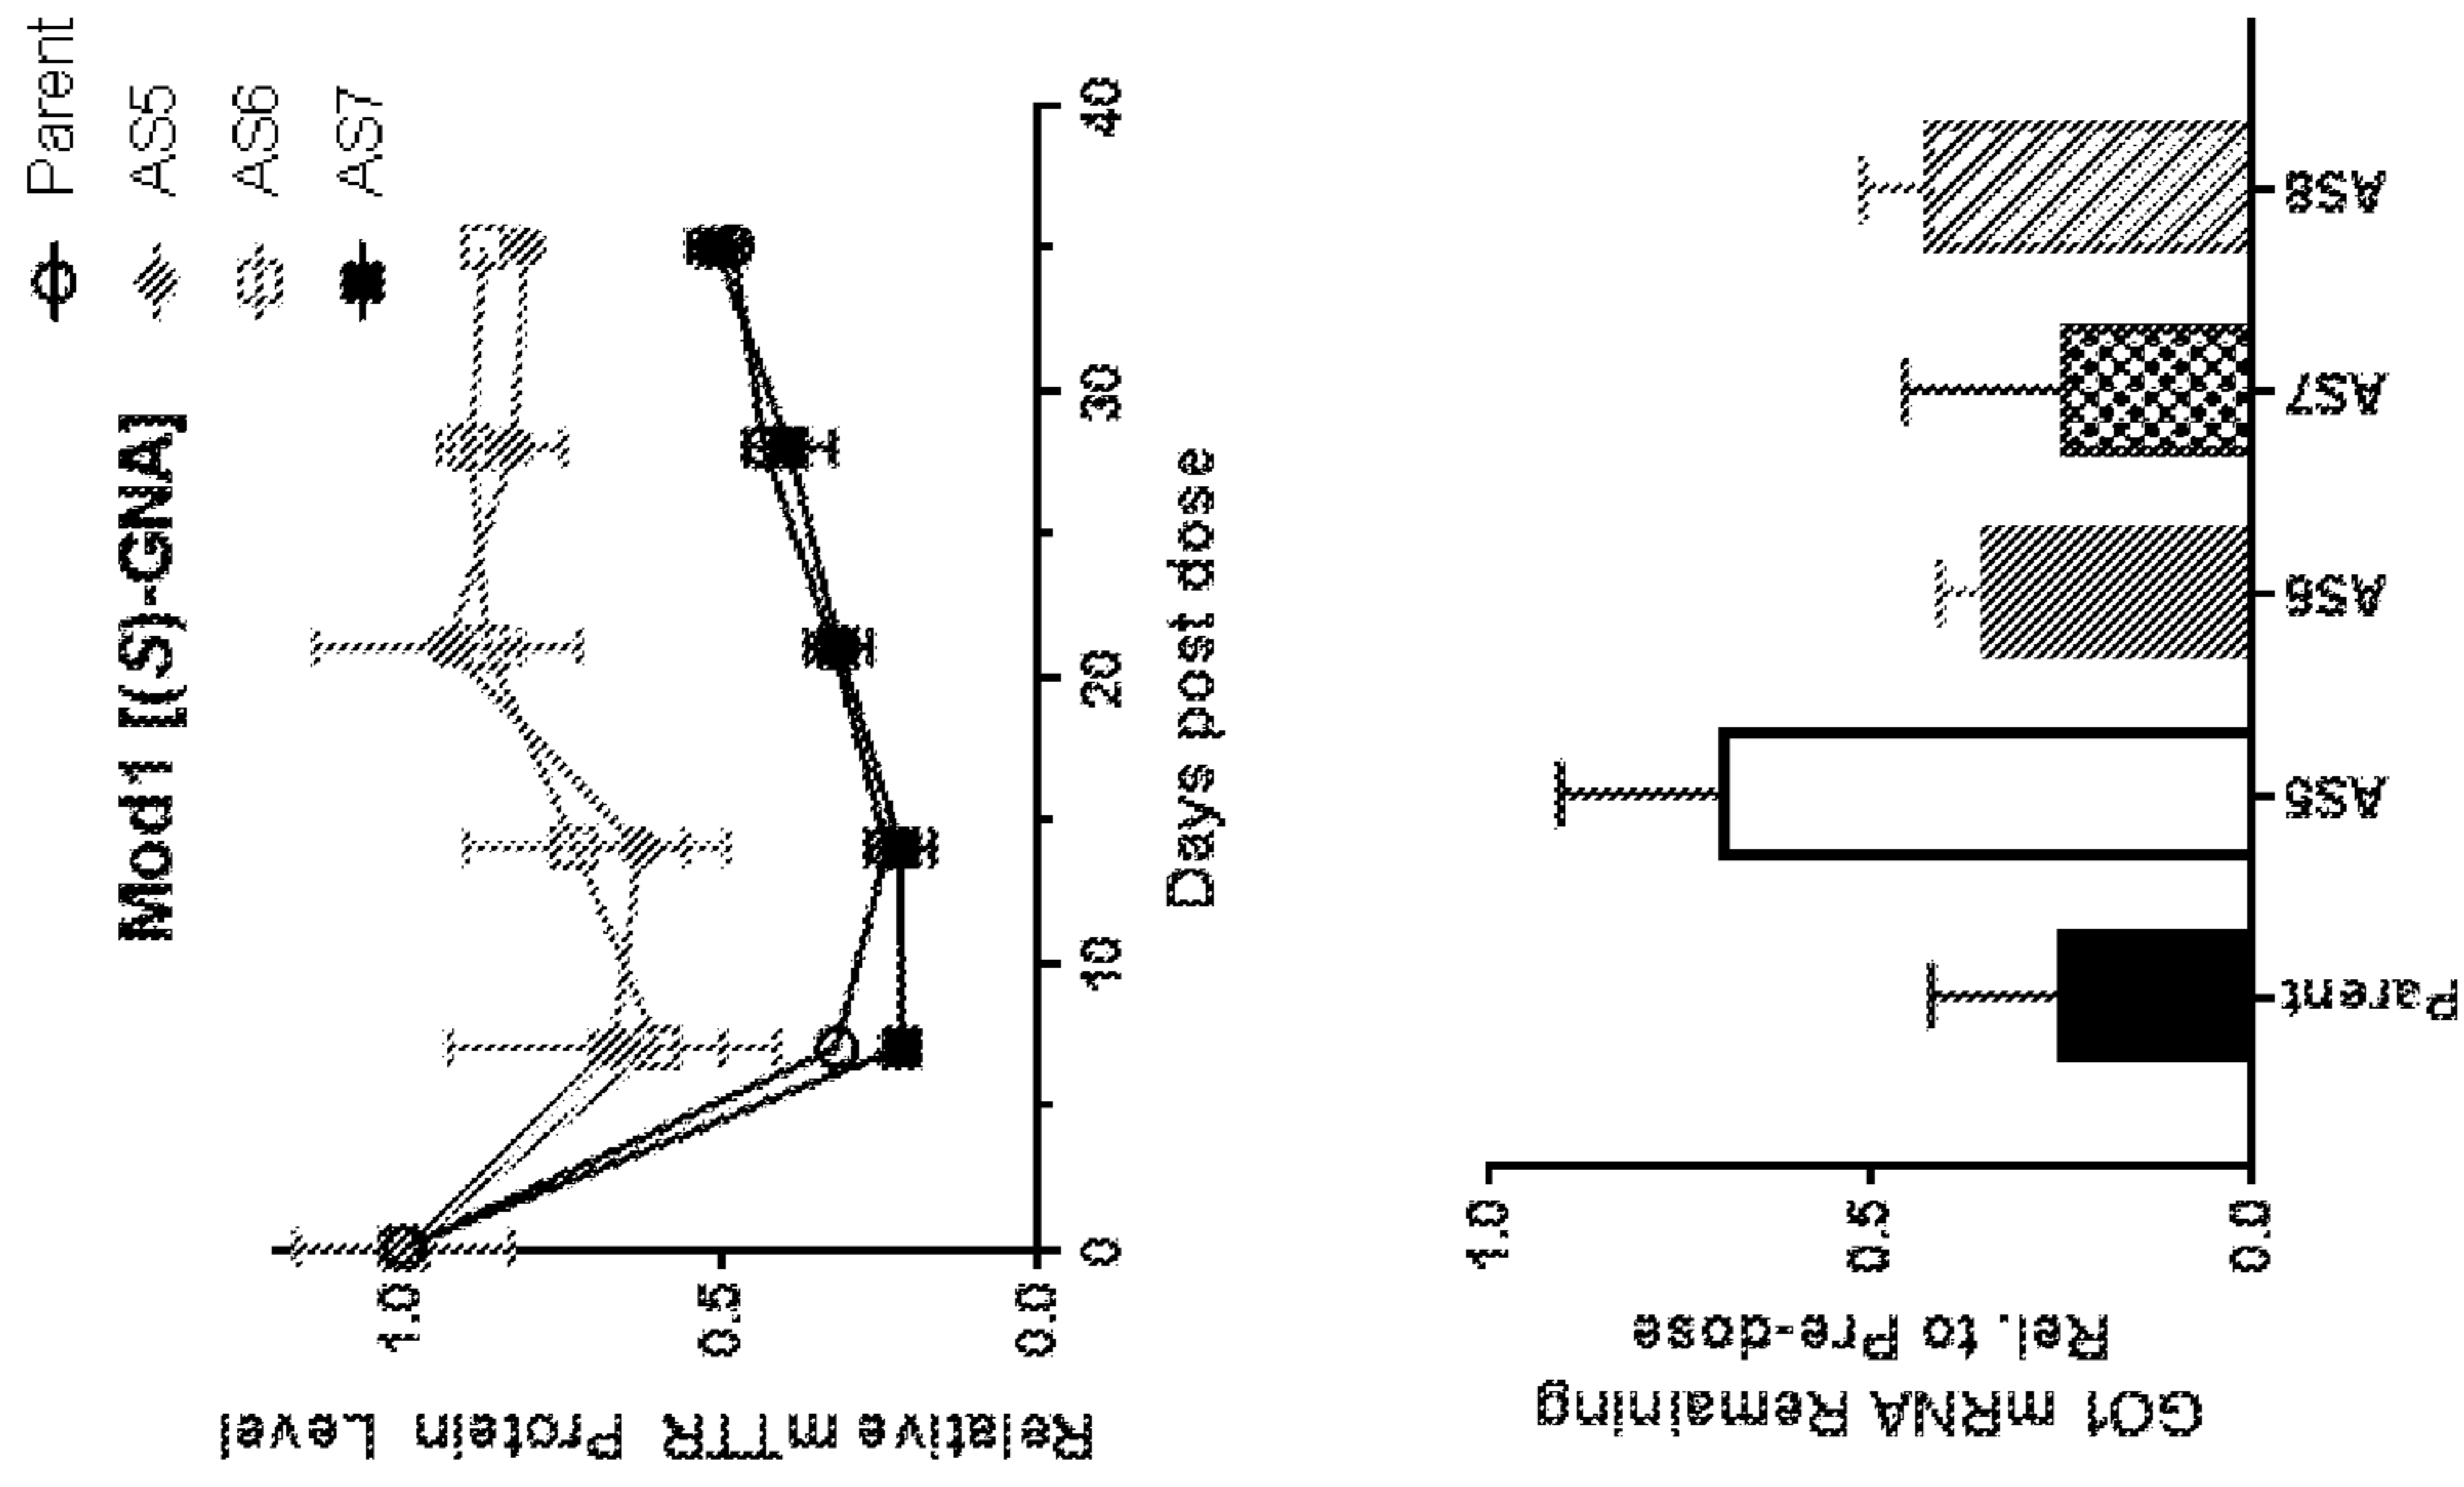 Mod1 [(S)-GNA]
Parent
AS5
AS6
AS7
Relative mTTR Protein Level
1.0
0.5
0.0
0
10
20
30
40
Days post dose
GO1 mRNA Remaining
Rel. to Pre-dose
1.0
0.5
0.0
Parent
AS5
AS6
AS7
AS8